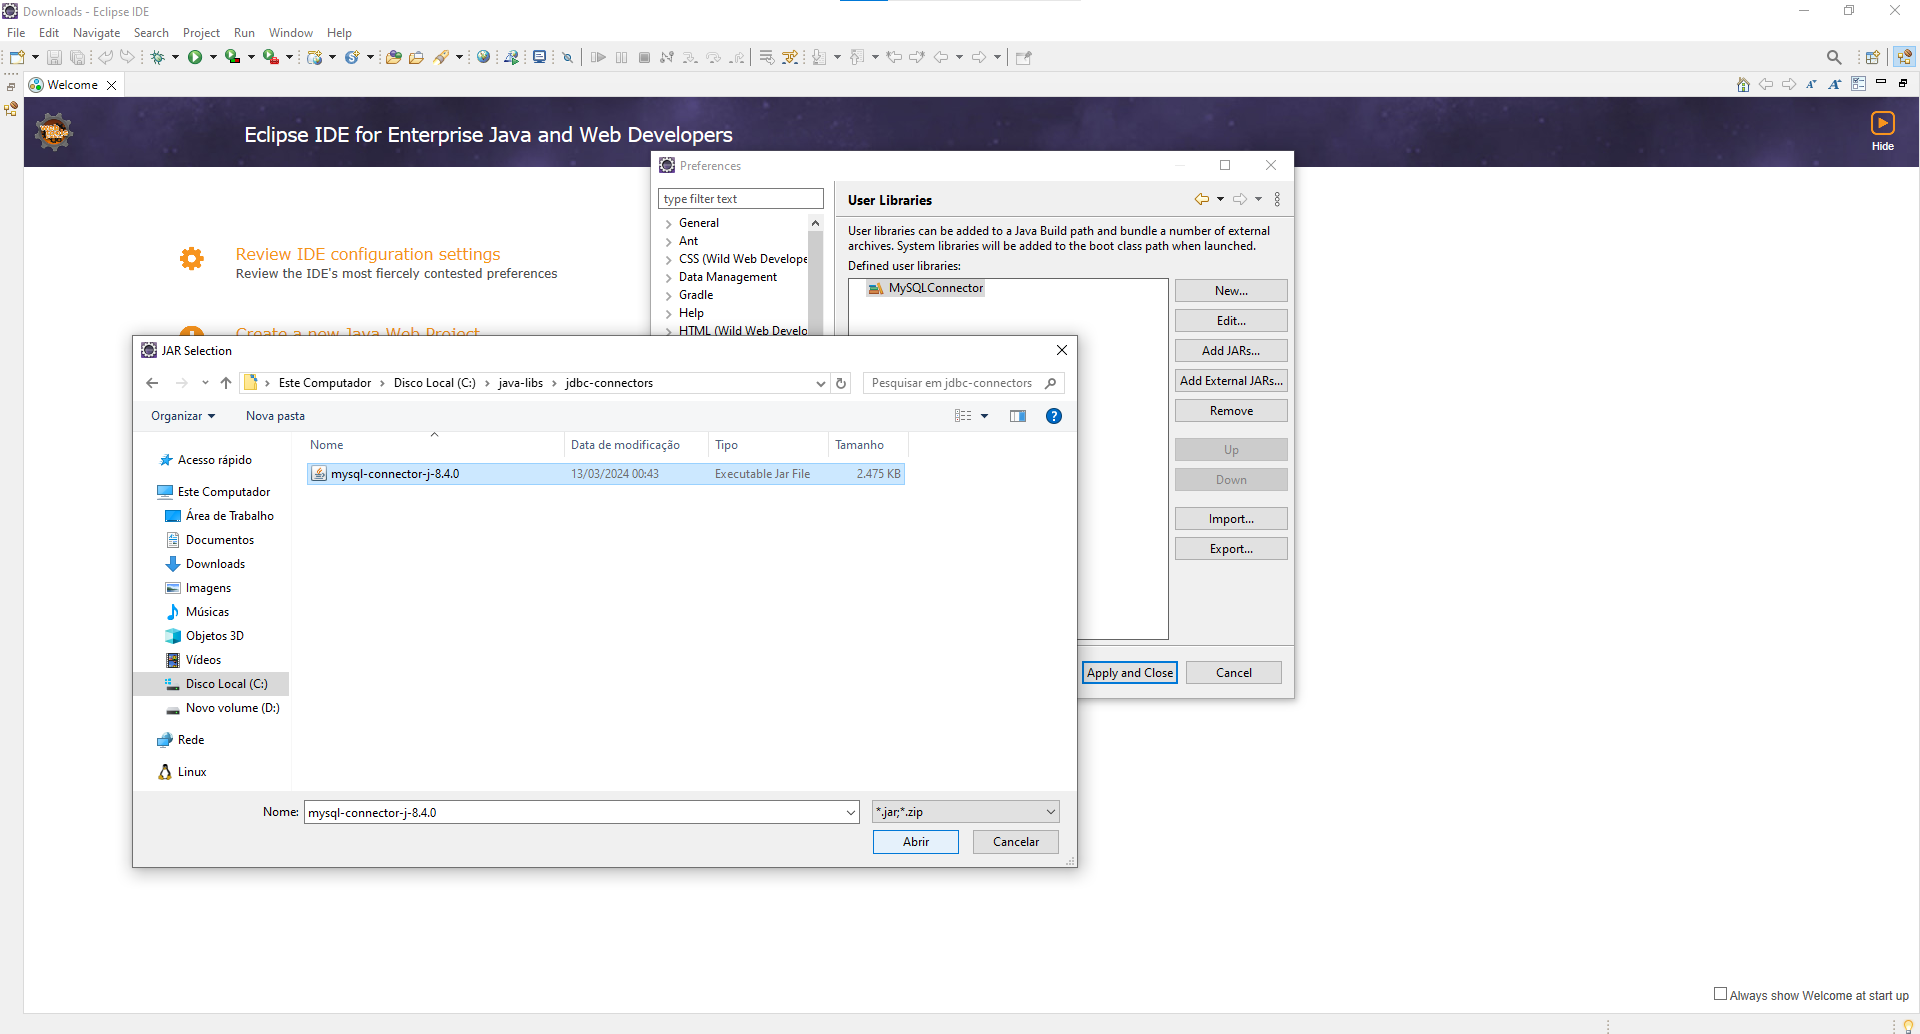 Downloads - Eclipse IDE
File Edit Navigate Search Project Run Window Help
Welcome
Eclipse IDE for Enterprise Java and Web Developers
Hide
Review IDE configuration settings
Review the IDE's most fiercely contested preferences
Create a new Java Web Project
Preferences
type filter text
General
Ant
CSS (Wild Web Develope
Data Management
Gradle
Help
HTML (Wild Web Develo
User Libraries
User libraries can be added to a Java Build path and bundle a number of external
archives. System libraries will be added to the boot class path when launched.
Defined user libraries:
MySQLConnector
New...
Edit...
Add JARs...
Add External JARs...
Remove
Up
Down
Import...
Export...
Apply and Close Cancel
JAR Selection
Este Computador Disco Local (C:) java-libs jdbc-connectors
Pesquisar em jdbc-connectors
Organizar Nova pasta
Nome Data de modificação Tipo Tamanho
mysql-connector-j-8.4.0 13/03/2024 00:43 Executable Jar File 2.475 KB
Acesso rápido
Este Computador
Área de Trabalho
Documentos
Downloads
Imagens
Músicas
Objetos 3D
Vídeos
Disco Local (C:)
Novo volume (D:)
Rede
Linux
Nome: mysql-connector-j-8.4.0 *.jar;*.zip
Abrir Cancelar
Always show Welcome at start up